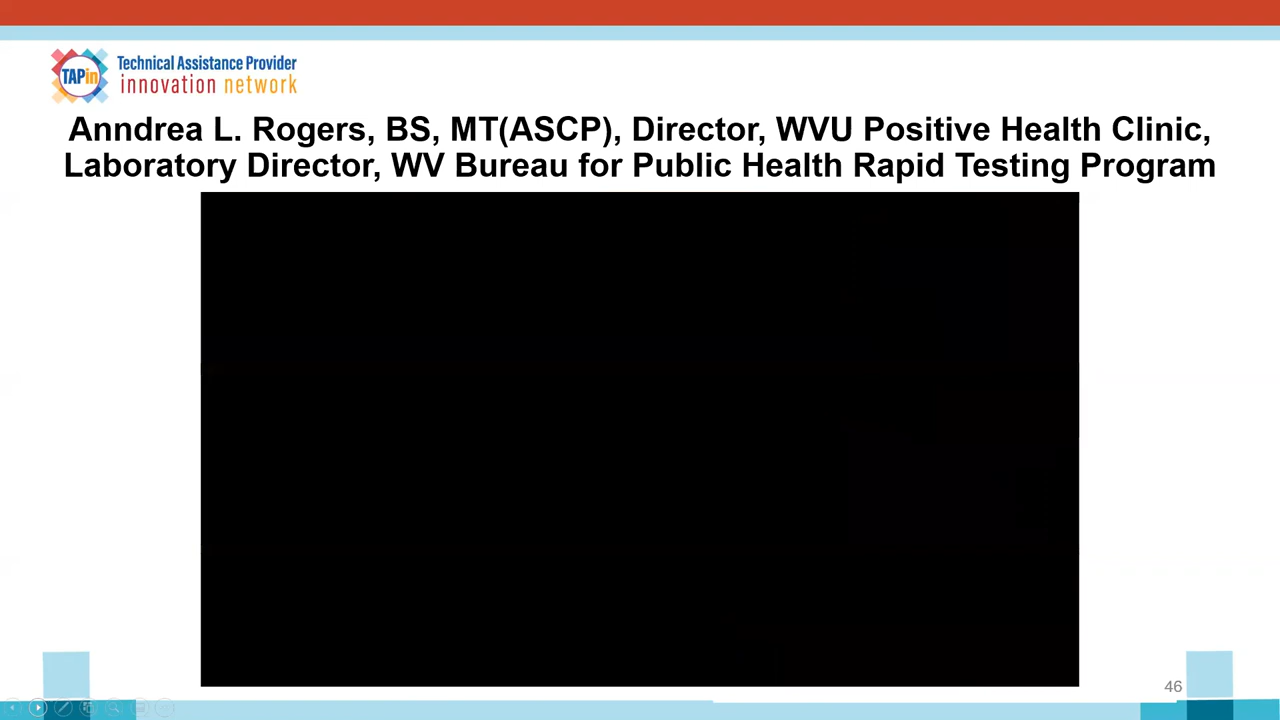 TAPin
Technical Assistance Provider
innovation network
Anndrea L. Rogers, BS, MT(ASCP), Director, WVU Positive Health Clinic,
Laboratory Director, WV Bureau for Public Health Rapid Testing Program
46